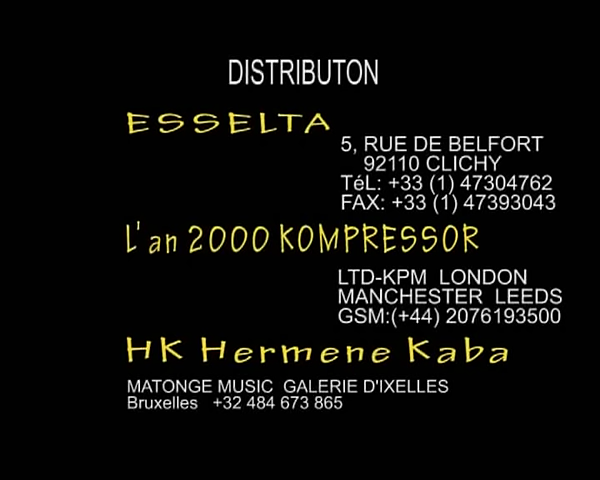 DISTRIBUTON
ESSELTA
5, RUE DE BELFORT
92110 CLICHY
TéL: +33 (1) 47304762
FAX: +33 (1) 47393043
L'an 2000 KOMPRESSOR
LTD-KPM LONDON
MANCHESTER LEEDS
GSM:(+44) 2076193500
HK Hermene Kaba
MATONGE MUSIC GALERIE D'IXELLES
Bruxelles +32 484 673 865